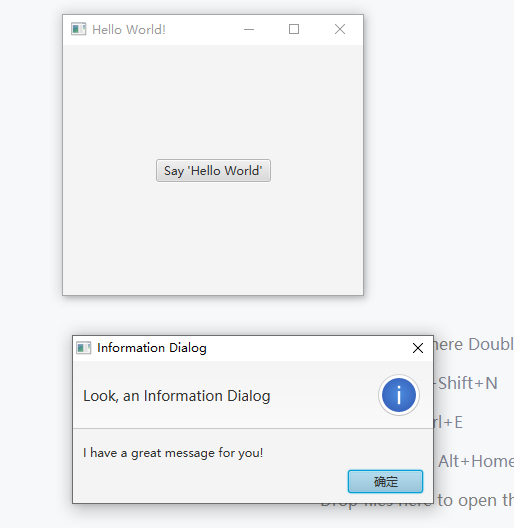 Hello World!
Say 'Hello World'
Information Dialog
Look, an Information Dialog
I have a great message for you!
确定
here Doubl
+Shift+N
rl+E
Alt+Home
Drop files here to open th